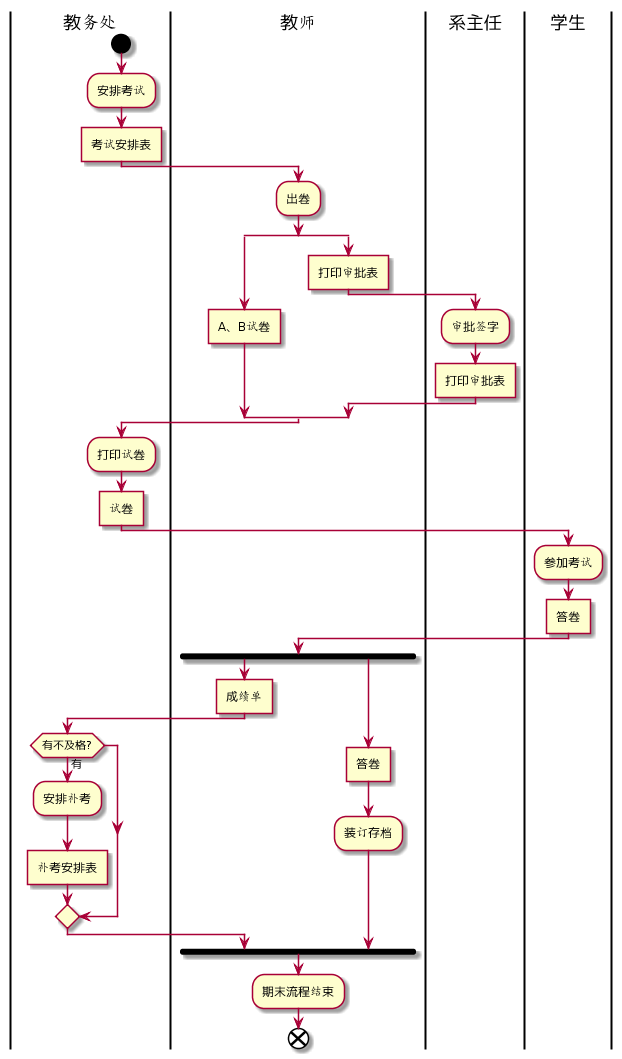 教务处
教师
系主任
学生
安排考试
考试安排表
出卷
打印审批表
A、B试卷
审批签字
打印审批表
打印试卷
试卷
参加考试
答卷
成绩单
有不及格?
有
答卷
安排补考
装订存档
补考安排表
期末流程结束